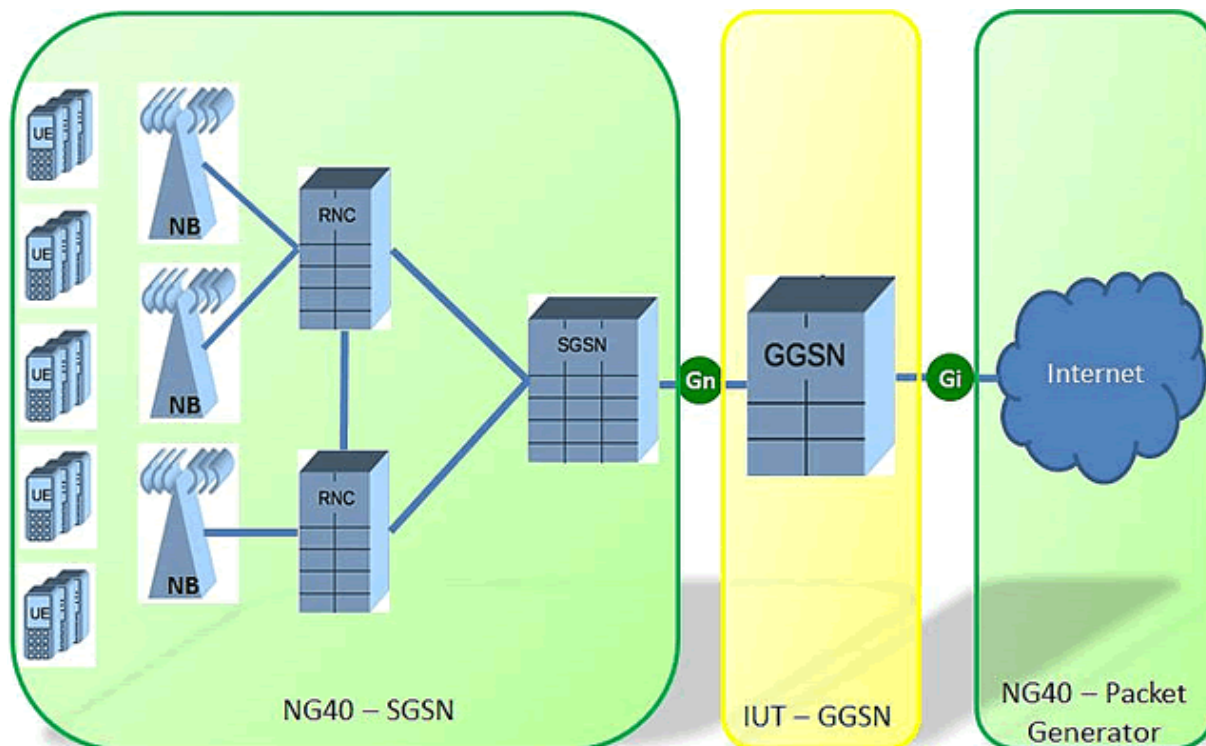 UE
UE
UE
UE
UE
NB
NB
NB
RNC
RNC
SGSN
Gn
GGSN
Gi
Internet
NG40 – SGSN
IUT – GGSN
NG40 – Packet
Generator